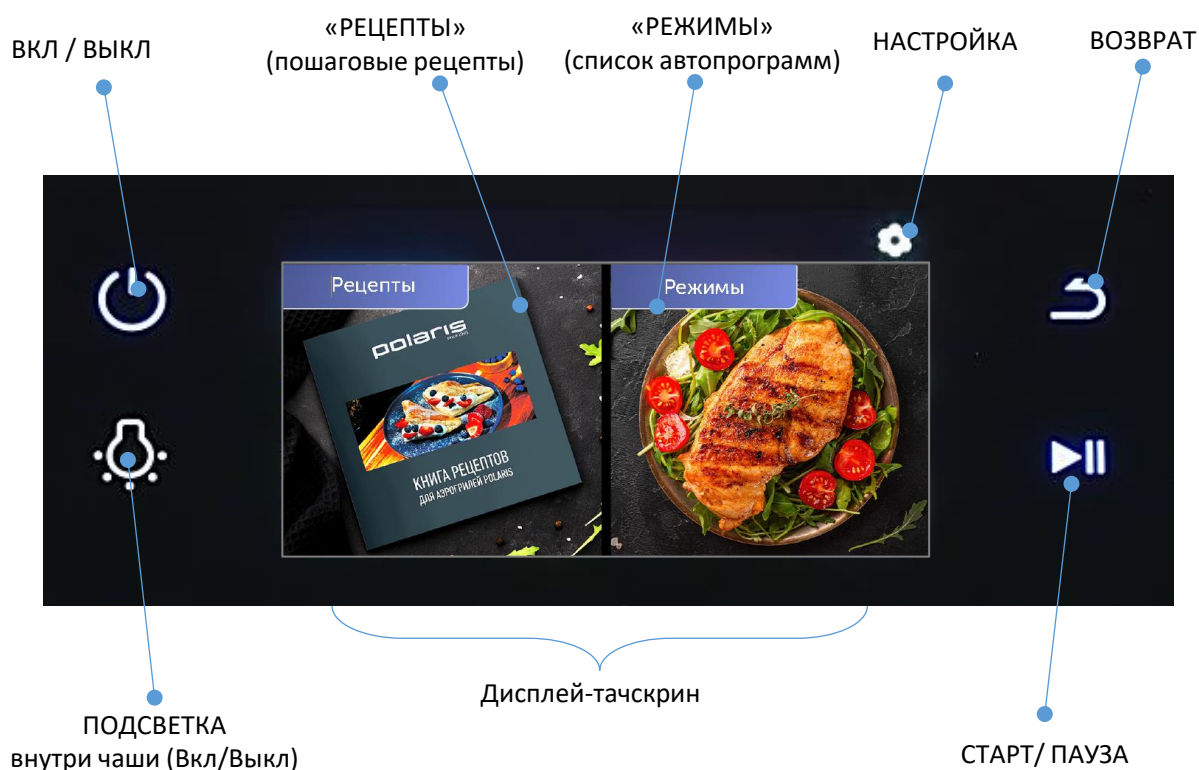 «РЕЦЕПТЫ»
(пошаговые рецепты)
«РЕЖИМЫ»
(список автопрограмм)
ВКЛ / ВЫКЛ
НАСТРОЙКА
ВОЗВРАТ
Рецепты
Режимы
polaris
КНИГА РЕЦЕПТОВ
ДЛЯ АЭРОГРИЛЕЙ POLARIS
Дисплей-тачскрин
ПОДСВЕТКА
внутри чаши (Вкл/Выкл)
СТАРТ/ ПАУЗА